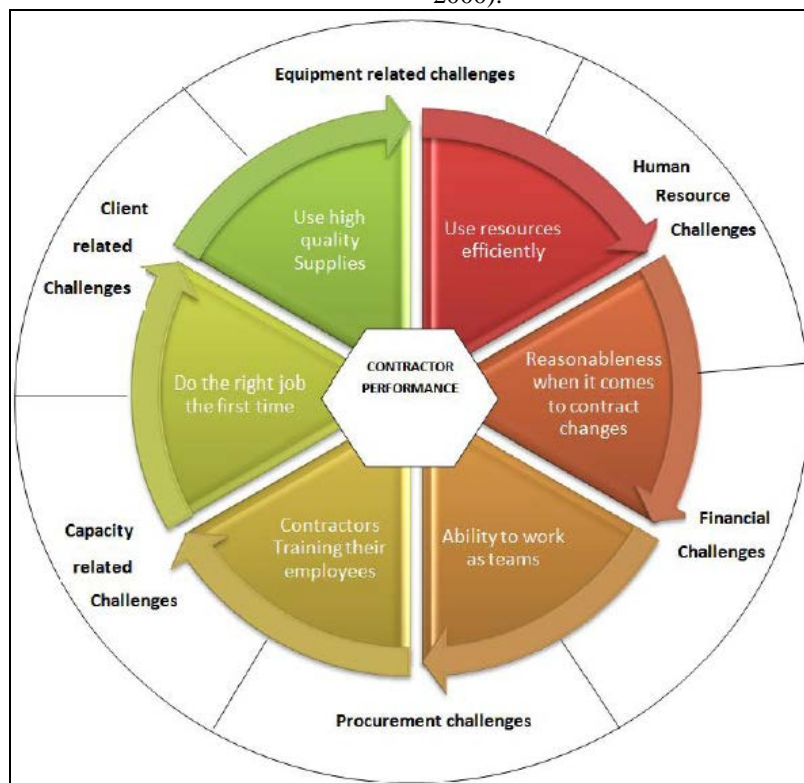 2006).
Equipment related challenges
Human
Resource
Challenges
Financial
Challenges
Procurement challenges
Capacity
related
Challenges
Client
related
Challenges
Use high
quality
Supplies
Use resources
efficiently
Reasonableness
when it comes
to contract
changes
Ability to work
as teams
Contractors
Training their
employees
Do the right job
the first time
CONTRACTOR
PERFORMANCE